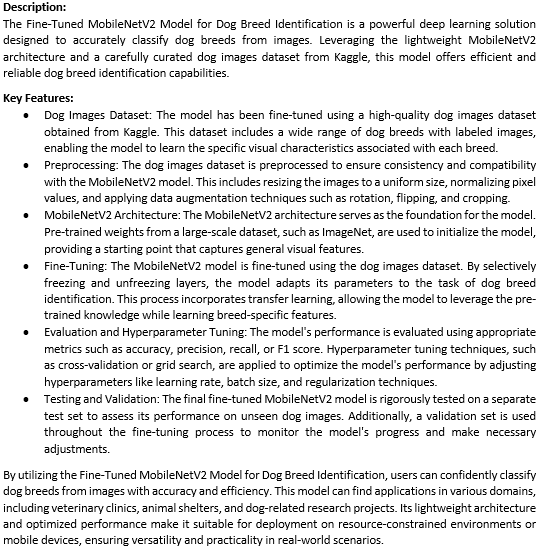 Description:
The Fine-Tuned MobileNetV2 Model for Dog Breed Identification is a powerful deep learning solution
designed to accurately classify dog breeds from images. Leveraging the lightweight MobileNetV2
architecture and a carefully curated dog images dataset from Kaggle, this model offers efficient and
reliable dog breed identification capabilities.
Key Features:
• Dog Images Dataset: The model has been fine-tuned using a high-quality dog images dataset
obtained from Kaggle. This dataset includes a wide range of dog breeds with labeled images,
enabling the model to learn the specific visual characteristics associated with each breed.
• Preprocessing: The dog images dataset is preprocessed to ensure consistency and compatibility
with the MobileNetV2 model. This includes resizing the images to a uniform size, normalizing pixel
values, and applying data augmentation techniques such as rotation, flipping, and cropping.
• MobileNetV2 Architecture: The MobileNetV2 architecture serves as the foundation for the model.
Pre-trained weights from a large-scale dataset, such as ImageNet, are used to initialize the model,
providing a starting point that captures general visual features.
• Fine-Tuning: The MobileNetV2 model is fine-tuned using the dog images dataset. By selectively
freezing and unfreezing layers, the model adapts its parameters to the task of dog breed
identification. This process incorporates transfer learning, allowing the model to leverage the pre-
trained knowledge while learning breed-specific features.
• Evaluation and Hyperparameter Tuning: The model's performance is evaluated using appropriate
metrics such as accuracy, precision, recall, or F1 score. Hyperparameter tuning techniques, such
as cross-validation or grid search, are applied to optimize the model's performance by adjusting
hyperparameters like learning rate, batch size, and regularization techniques.
• Testing and Validation: The final fine-tuned MobileNetV2 model is rigorously tested on a separate
test set to assess its performance on unseen dog images. Additionally, a validation set is used
throughout the fine-tuning process to monitor the model's progress and make necessary
adjustments.
By utilizing the Fine-Tuned MobileNetV2 Model for Dog Breed Identification, users can confidently classify
dog breeds from images with accuracy and efficiency. This model can find applications in various domains,
including veterinary clinics, animal shelters, and dog-related research projects. Its lightweight architecture
and optimized performance make it suitable for deployment on resource-constrained environments or
mobile devices, ensuring versatility and practicality in real-world scenarios.